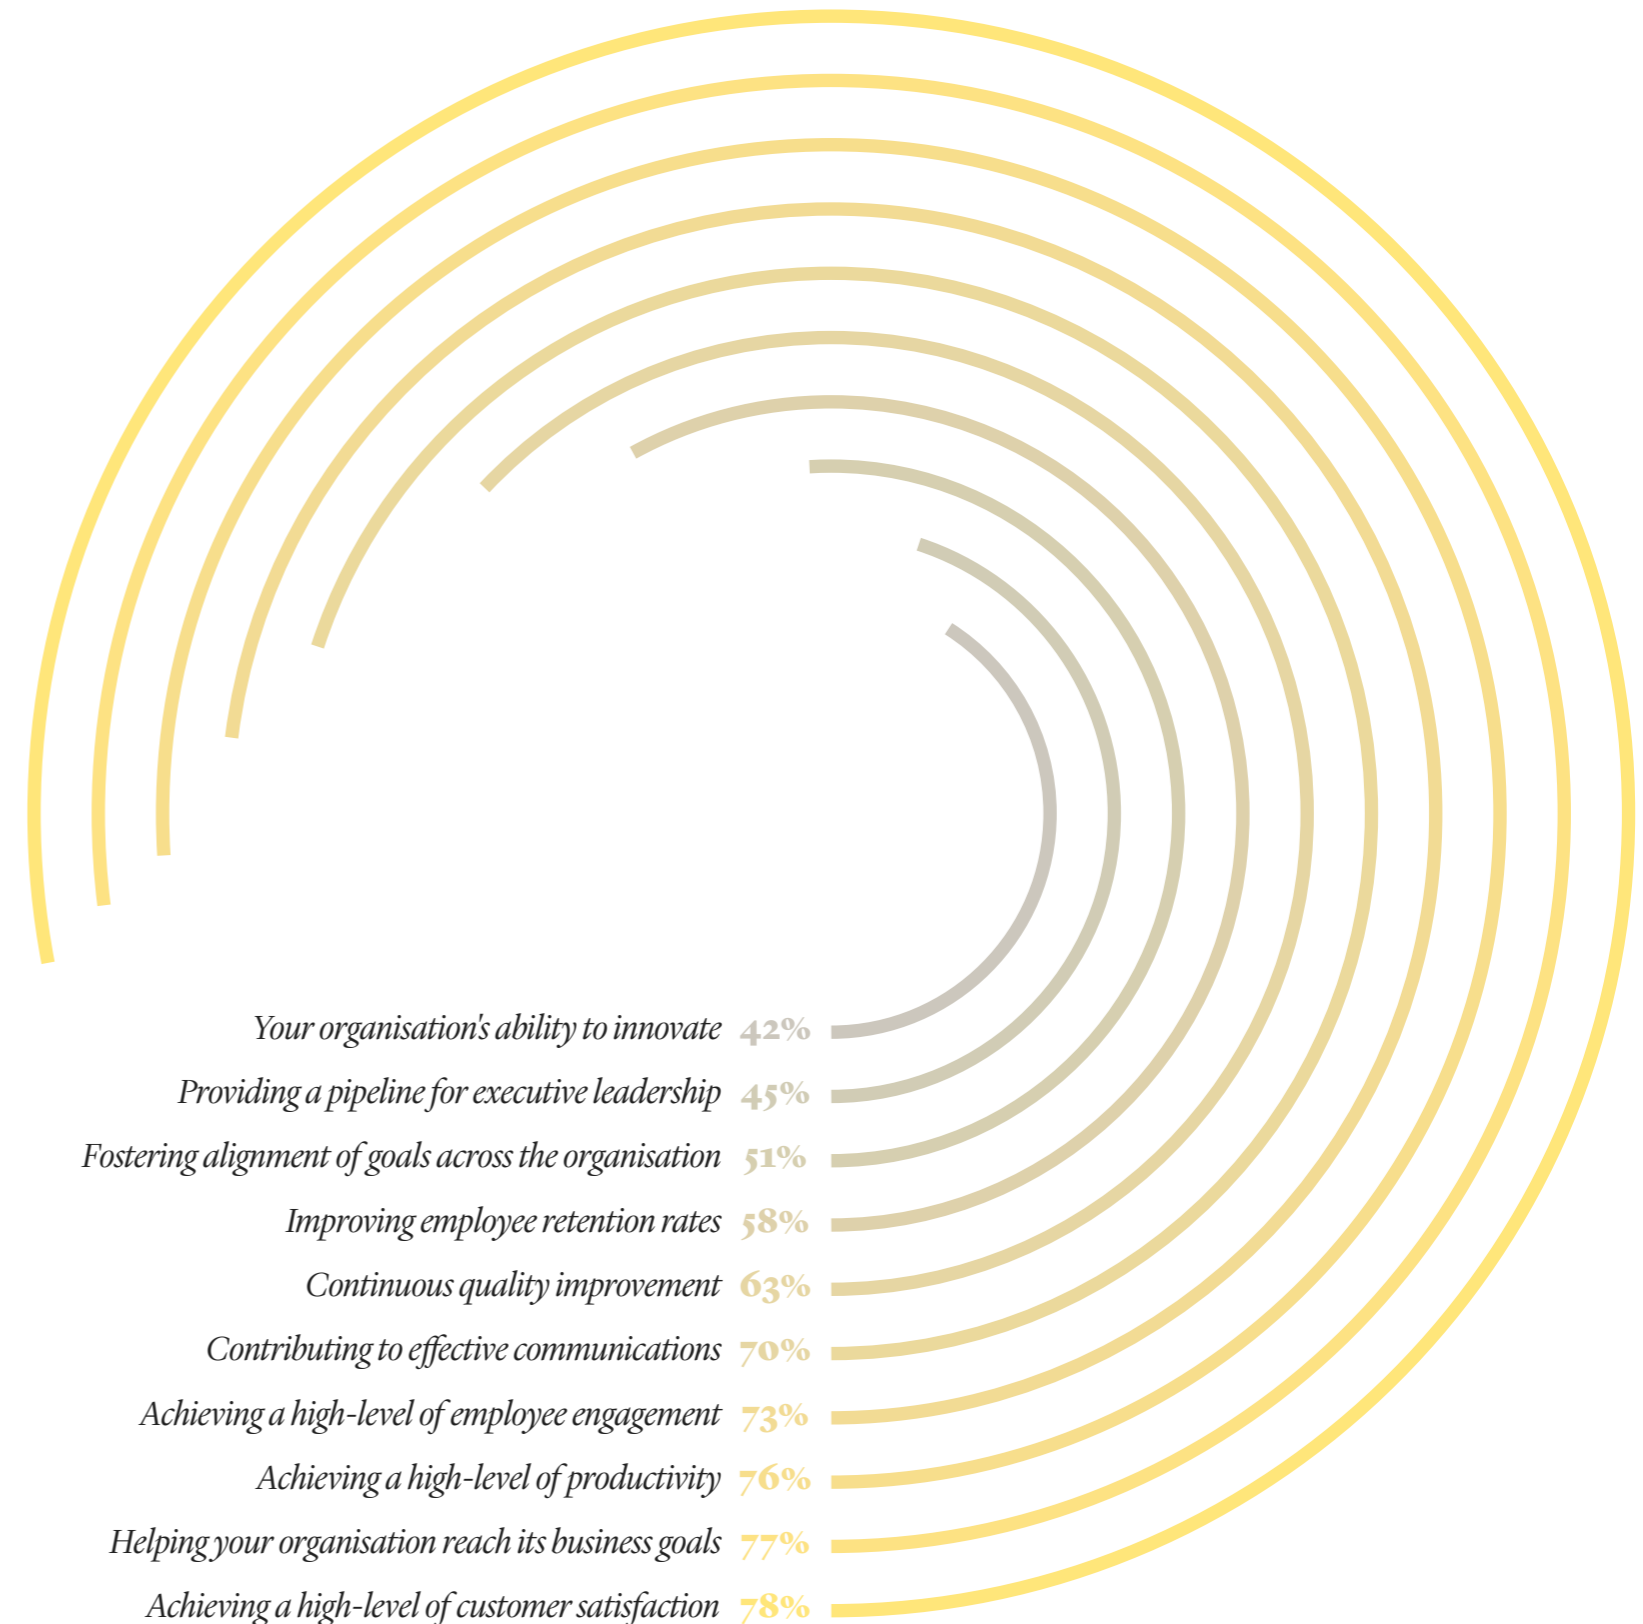 Your organisation's ability to innovate 42%
Providing a pipeline for executive leadership 45%
Fostering alignment of goals across the organisation 51%
Improving employee retention rates 58%
Continuous quality improvement 63%
Contributing to effective communications 70%
Achieving a high-level of employee engagement 73%
Achieving a high-level of productivity 76%
Helping your organisation reach its business goals 77%
Achieving a high-level of customer satisfaction 78%